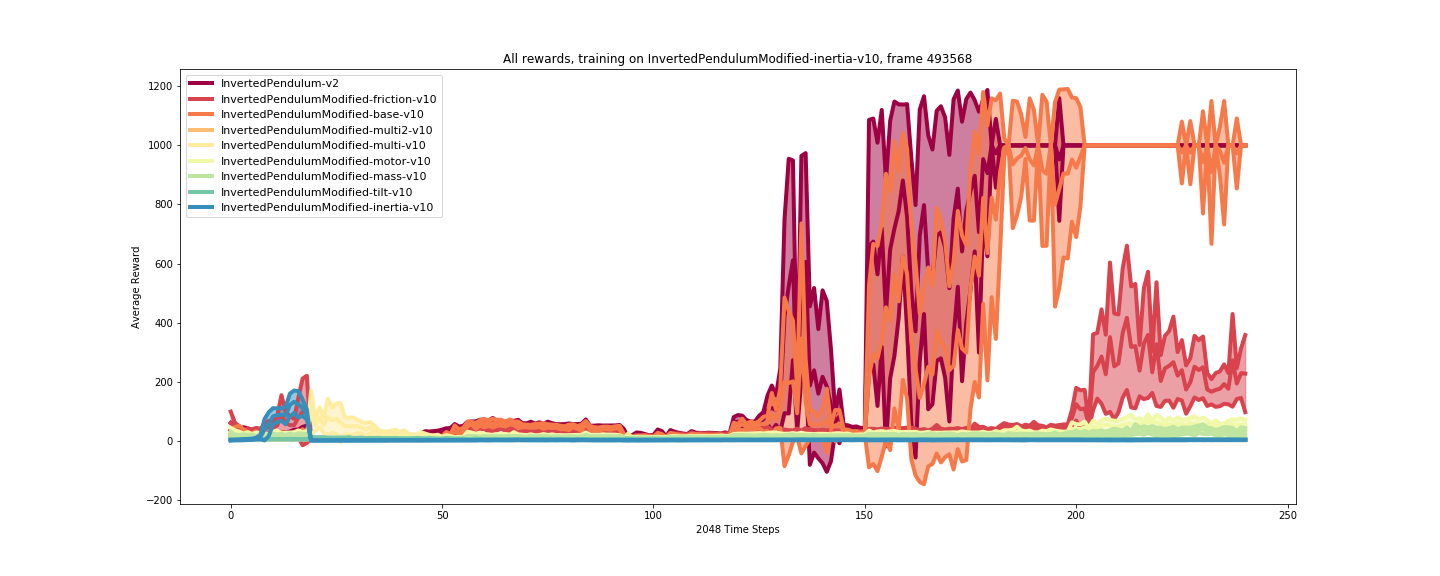 All rewards, training on InvertedPendulumModified-inertia-v10, frame 493568
InvertedPendulum-v2
InvertedPendulumModified-friction-v10
InvertedPendulumModified-base-v10
InvertedPendulumModified-multi2-v10
InvertedPendulumModified-multi-v10
InvertedPendulumModified-motor-v10
InvertedPendulumModified-mass-v10
InvertedPendulumModified-tilt-v10
InvertedPendulumModified-inertia-v10
Average Reward
1200
1000
800
600
400
200
0
−200
0 50 100 150 200 250
2048 Time Steps